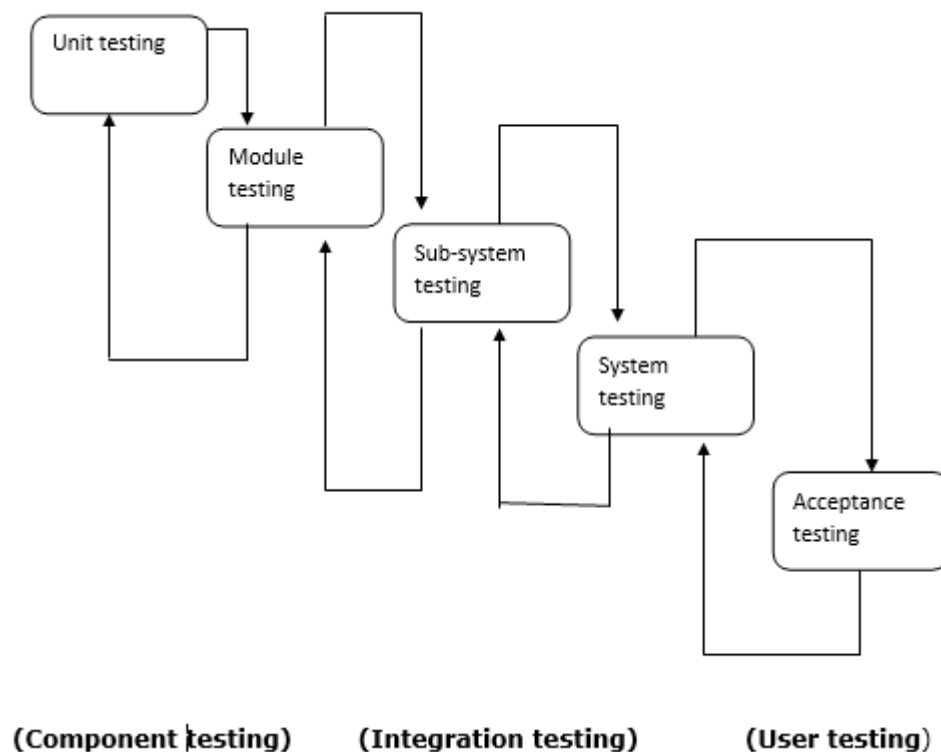 Unit testing
Module
testing
Sub-system
testing
System
testing
Acceptance
testing
(Component testing) (Integration testing) (User testing)